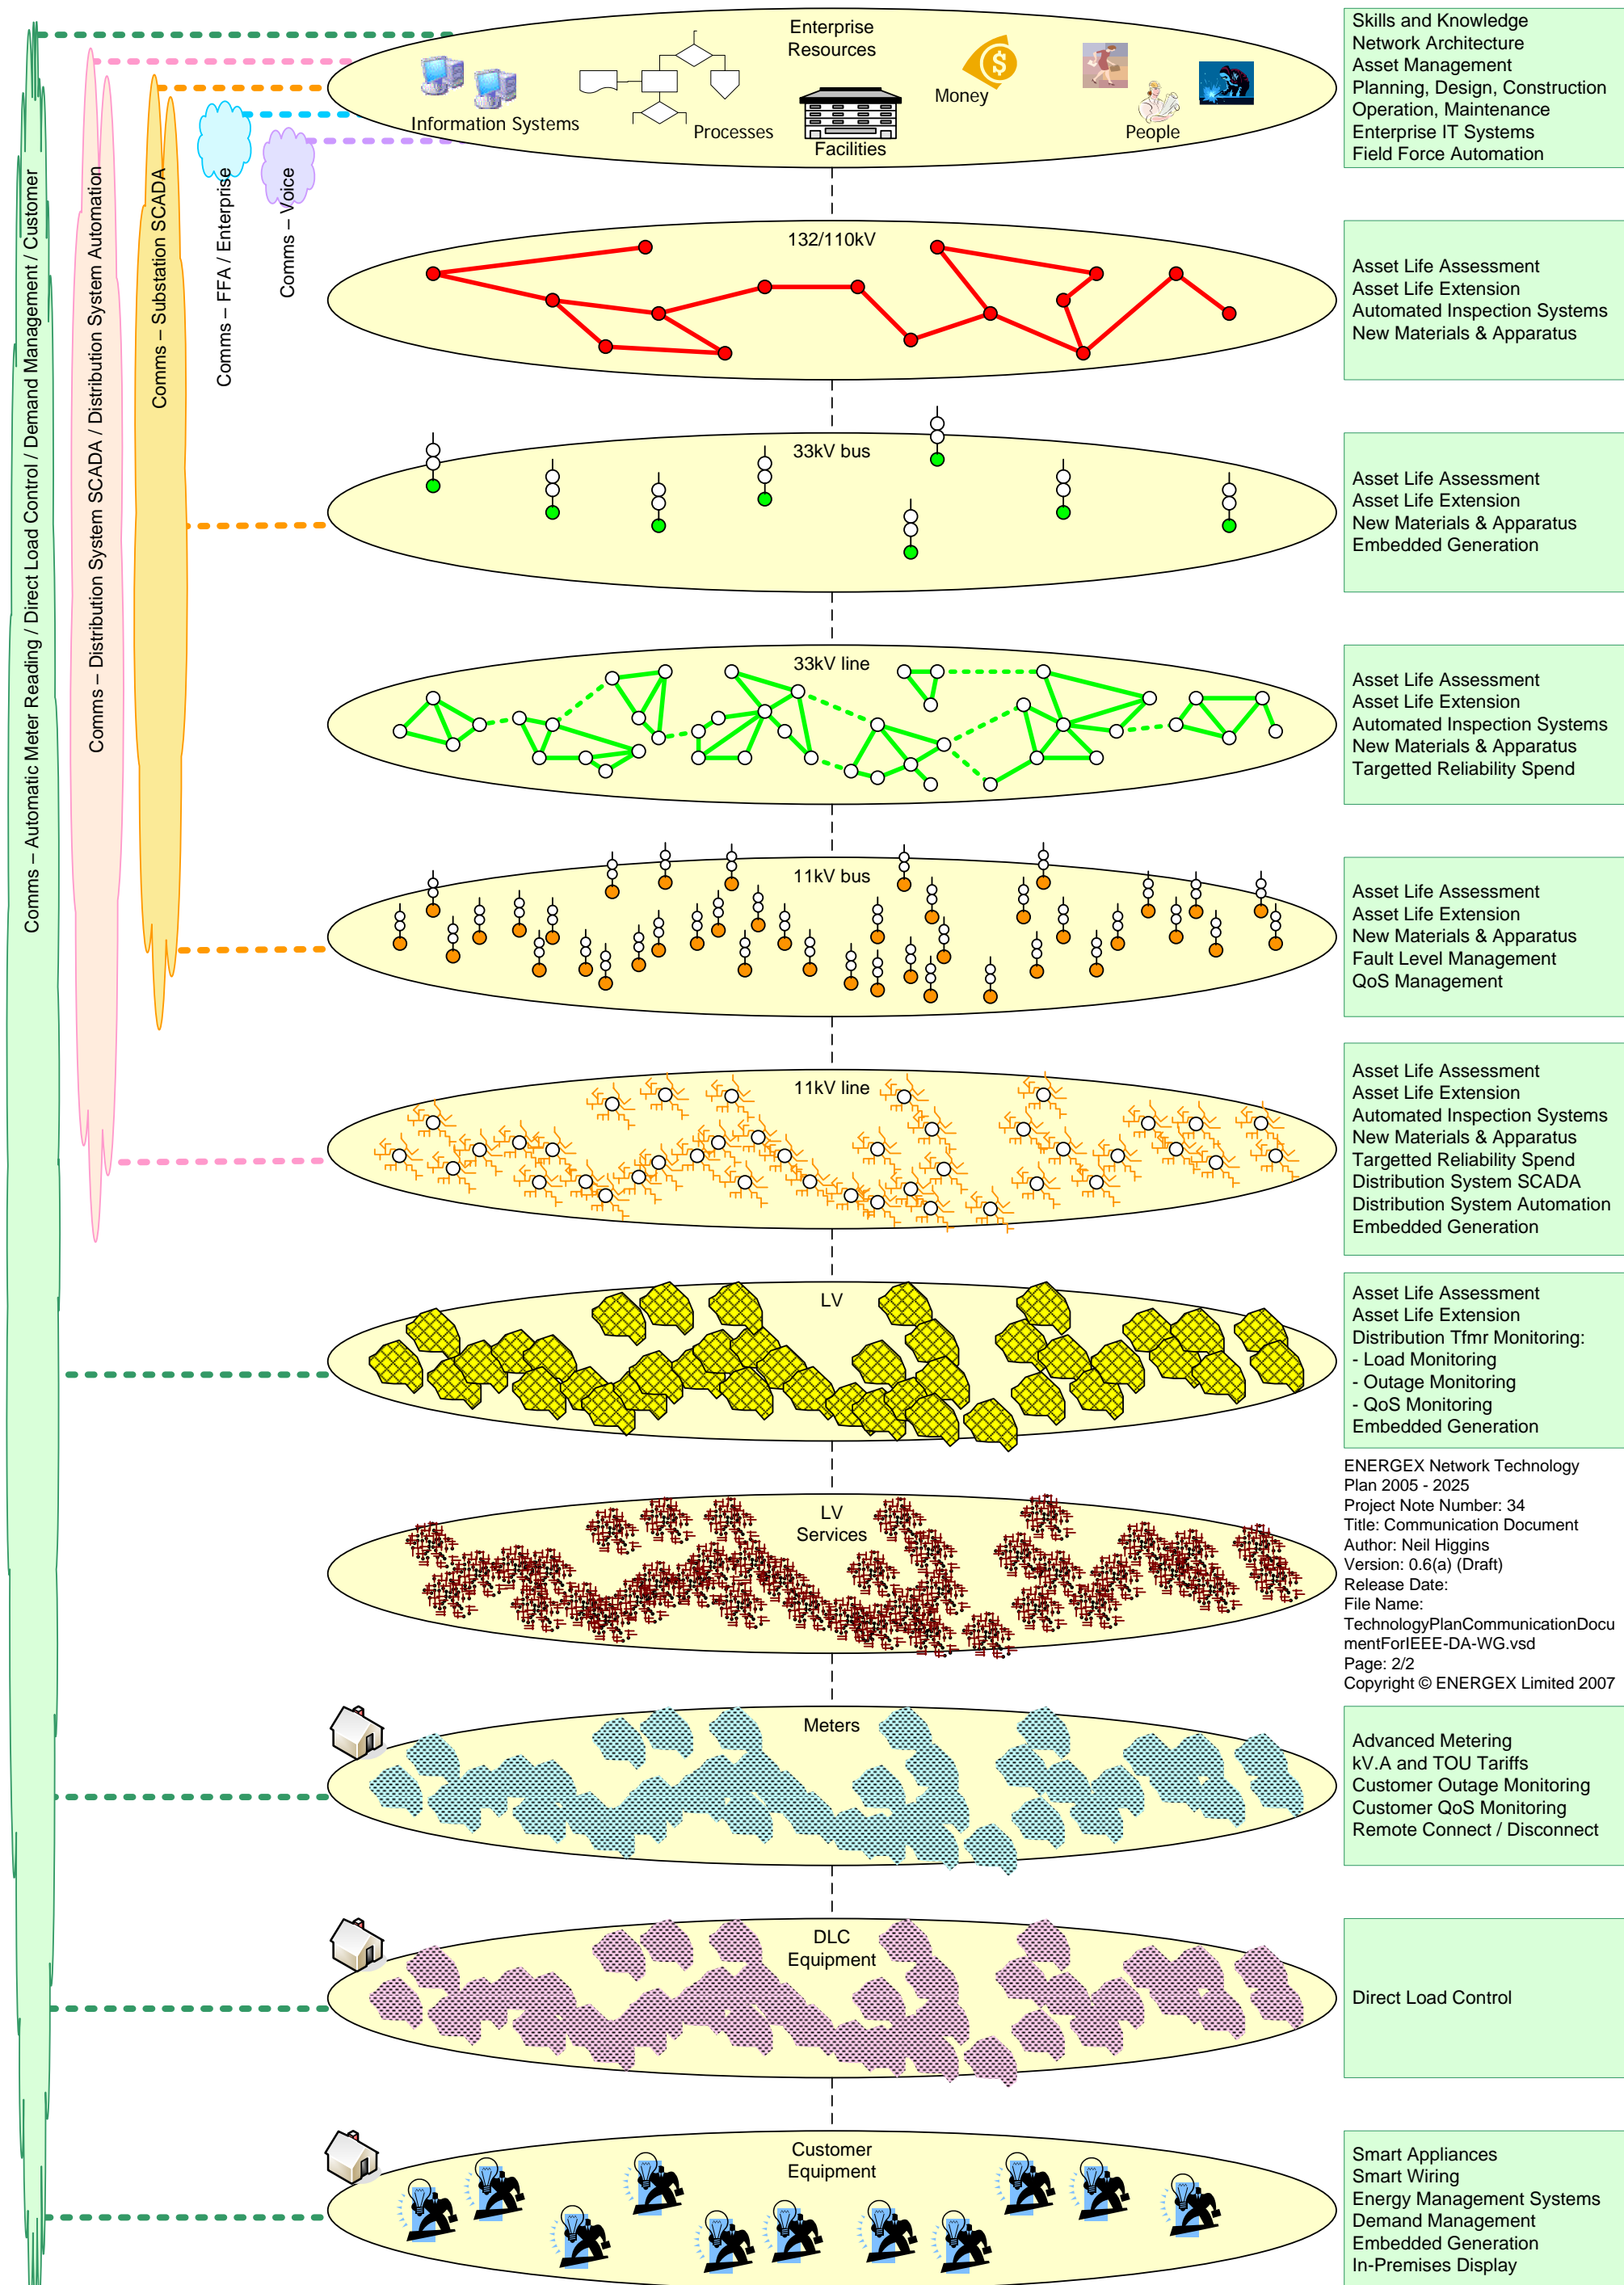 Enterprise
Resources
Information Systems
Processes
Facilities
Money
$
People
Skills and Knowledge
Network Architecture
Asset Management
Planning, Design, Construction
Operation, Maintenance
Enterprise IT Systems
Field Force Automation
Comms – Automatic Meter Reading / Direct Load Control / Demand Management / Customer
Comms – Distribution System SCADA / Distribution System Automation
Comms – Substation SCADA
Comms – FFA / Enterprise
Comms – Voice
132/110kV
Asset Life Assessment
Asset Life Extension
Automated Inspection Systems
New Materials & Apparatus
33kV bus
Asset Life Assessment
Asset Life Extension
New Materials & Apparatus
Embedded Generation
33kV line
Asset Life Assessment
Asset Life Extension
Automated Inspection Systems
New Materials & Apparatus
Targetted Reliability Spend
11kV bus
Asset Life Assessment
Asset Life Extension
New Materials & Apparatus
Fault Level Management
QoS Management
11kV line
Asset Life Assessment
Asset Life Extension
Automated Inspection Systems
New Materials & Apparatus
Targetted Reliability Spend
Distribution System SCADA
Distribution System Automation
Embedded Generation
LV
Asset Life Assessment
Asset Life Extension
Distribution Tfmr Monitoring:
- Load Monitoring
- Outage Monitoring
- QoS Monitoring
Embedded Generation
LV
Services
ENERGEX Network Technology
Plan 2005 - 2025
Project Note Number: 34
Title: Communication Document
Author: Neil Higgins
Version: 0.6(a) (Draft)
Release Date:
File Name:
TechnologyPlanCommunicationDocu
mentForIEEE-DA-WG.vsd
Page: 2/2
Copyright © ENERGEX Limited 2007
Meters
Advanced Metering
kV.A and TOU Tariffs
Customer Outage Monitoring
Customer QoS Monitoring
Remote Connect / Disconnect
DLC
Equipment
Direct Load Control
Customer
Equipment
Smart Appliances
Smart Wiring
Energy Management Systems
Demand Management
Embedded Generation
In-Premises Display